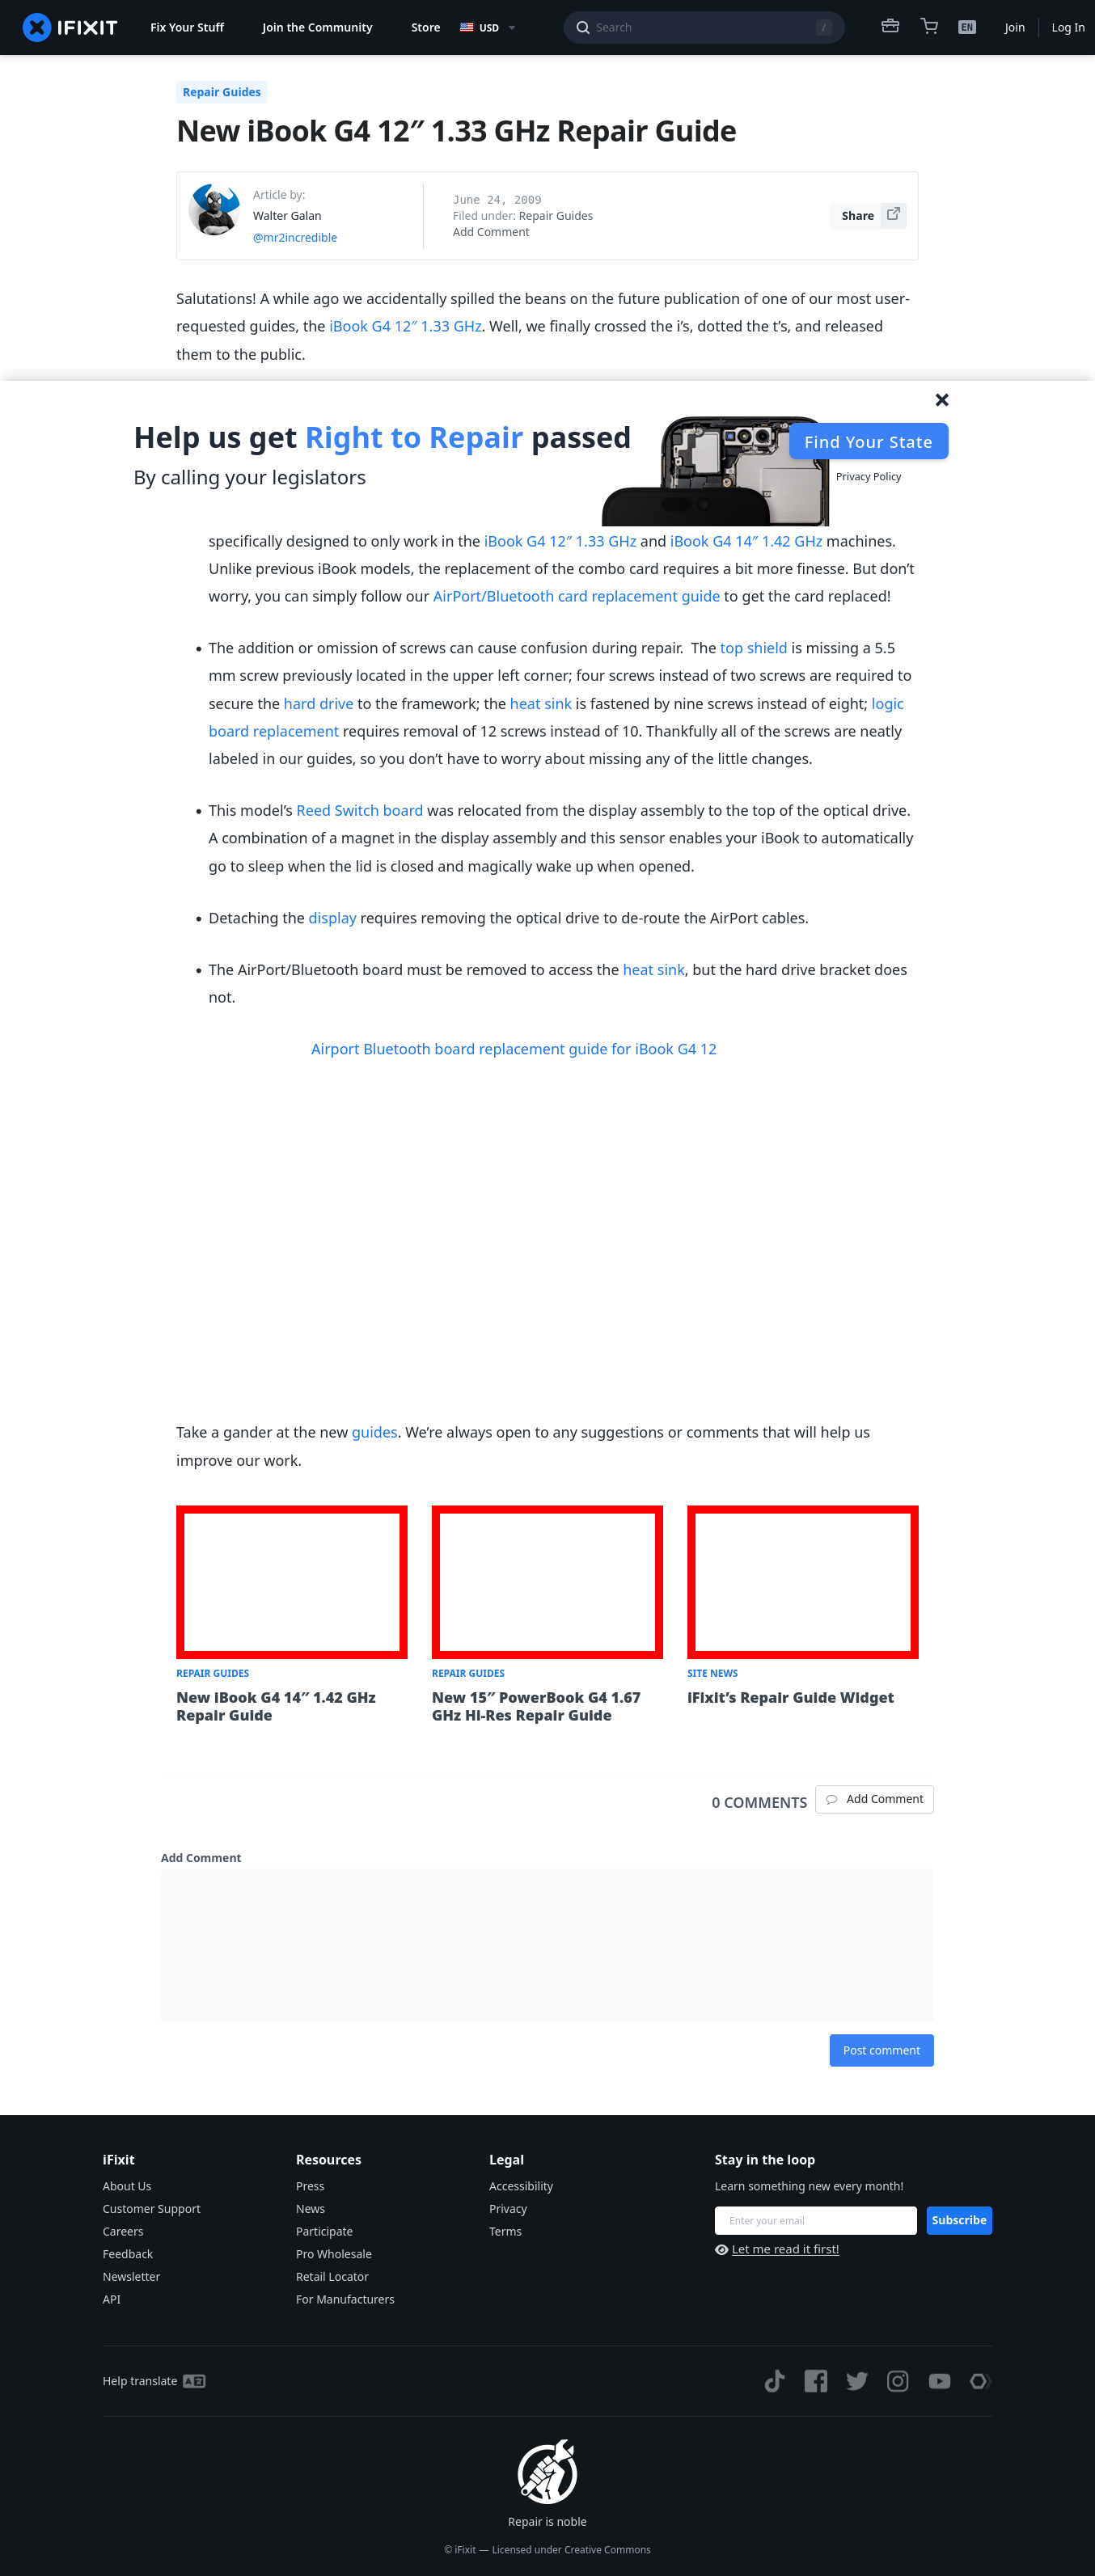 IFIXIT
Fix Your Stuff
Join the Community
Store
USD
Search
/
EN
Join
Log In
Repair Guides
New iBook G4 12″ 1.33 GHz Repair Guide
Article by:
Walter Galan
@mr2incredible
June 24, 2009
Filed under: Repair Guides
Add Comment
Share
Salutations! A while ago we accidentally spilled the beans on the future publication of one of our most user-
requested guides, the iBook G4 12″ 1.33 GHz. Well, we finally crossed the i’s, dotted the t’s, and released
them to the public.
Help us get Right to Repair passed
By calling your legislators
Find Your State
Privacy Policy
specifically designed to only work in the iBook G4 12″ 1.33 GHz and iBook G4 14″ 1.42 GHz machines.
Unlike previous iBook models, the replacement of the combo card requires a bit more finesse. But don’t
worry, you can simply follow our AirPort/Bluetooth card replacement guide to get the card replaced!
• The addition or omission of screws can cause confusion during repair.  The top shield is missing a 5.5
mm screw previously located in the upper left corner; four screws instead of two screws are required to
secure the hard drive to the framework; the heat sink is fastened by nine screws instead of eight; logic
board replacement requires removal of 12 screws instead of 10. Thankfully all of the screws are neatly
labeled in our guides, so you don’t have to worry about missing any of the little changes.
• This model’s Reed Switch board was relocated from the display assembly to the top of the optical drive.
A combination of a magnet in the display assembly and this sensor enables your iBook to automatically
go to sleep when the lid is closed and magically wake up when opened.
• Detaching the display requires removing the optical drive to de-route the AirPort cables.
• The AirPort/Bluetooth board must be removed to access the heat sink, but the hard drive bracket does
not.
Airport Bluetooth board replacement guide for iBook G4 12
Take a gander at the new guides. We’re always open to any suggestions or comments that will help us
improve our work.
REPAIR GUIDES
New iBook G4 14″ 1.42 GHz
Repair Guide
REPAIR GUIDES
New 15″ PowerBook G4 1.67
GHz Hi-Res Repair Guide
SITE NEWS
iFixit’s Repair Guide Widget
0 COMMENTS
Add Comment
Add Comment
Post comment
iFixit
About Us
Customer Support
Careers
Feedback
Newsletter
API
Resources
Press
News
Participate
Pro Wholesale
Retail Locator
For Manufacturers
Legal
Accessibility
Privacy
Terms
Stay in the loop
Learn something new every month!
Enter your email
Subscribe
Let me read it first!
Help translate
Repair is noble
© iFixit — Licensed under Creative Commons